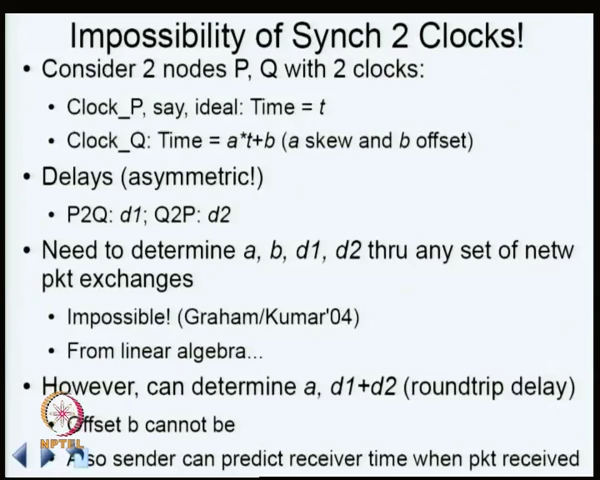 Impossibility of Synch 2 Clocks!
• Consider 2 nodes P, Q with 2 clocks:
• Clock_P, say, ideal: Time = t
• Clock_Q: Time = a*t+b (a skew and b offset)
• Delays (asymmetric!)
• P2Q: d1; Q2P: d2
• Need to determine a, b, d1, d2 thru any set of netw
pkt exchanges
• Impossible! (Graham/Kumar'04)
• From linear algebra...
• However, can determine a, d1+d2 (roundtrip delay)
• Offset b cannot be
NPTEL
• Also sender can predict receiver time when pkt received